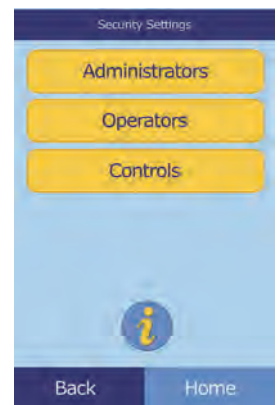 Security Settings
Administrators
Operators
Controls
i
Back Home